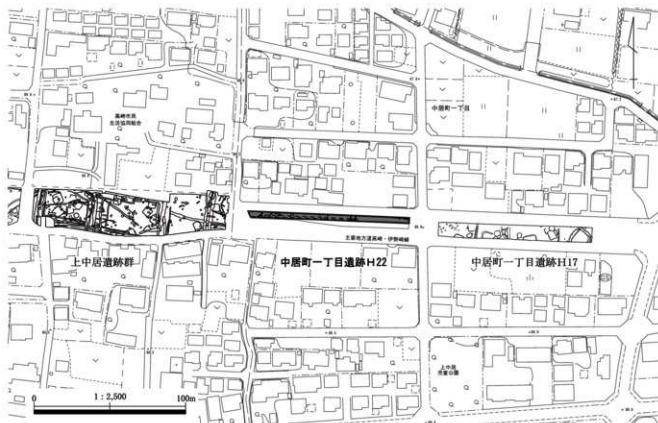 高崎市民
生活協同組合
中居町一丁目
主要地方道高崎・伊勢崎線
上中居遺跡群
中居町一丁目遺跡H22
中居町一丁目遺跡H17
上中居
児童公園
0
1:2,500
100m